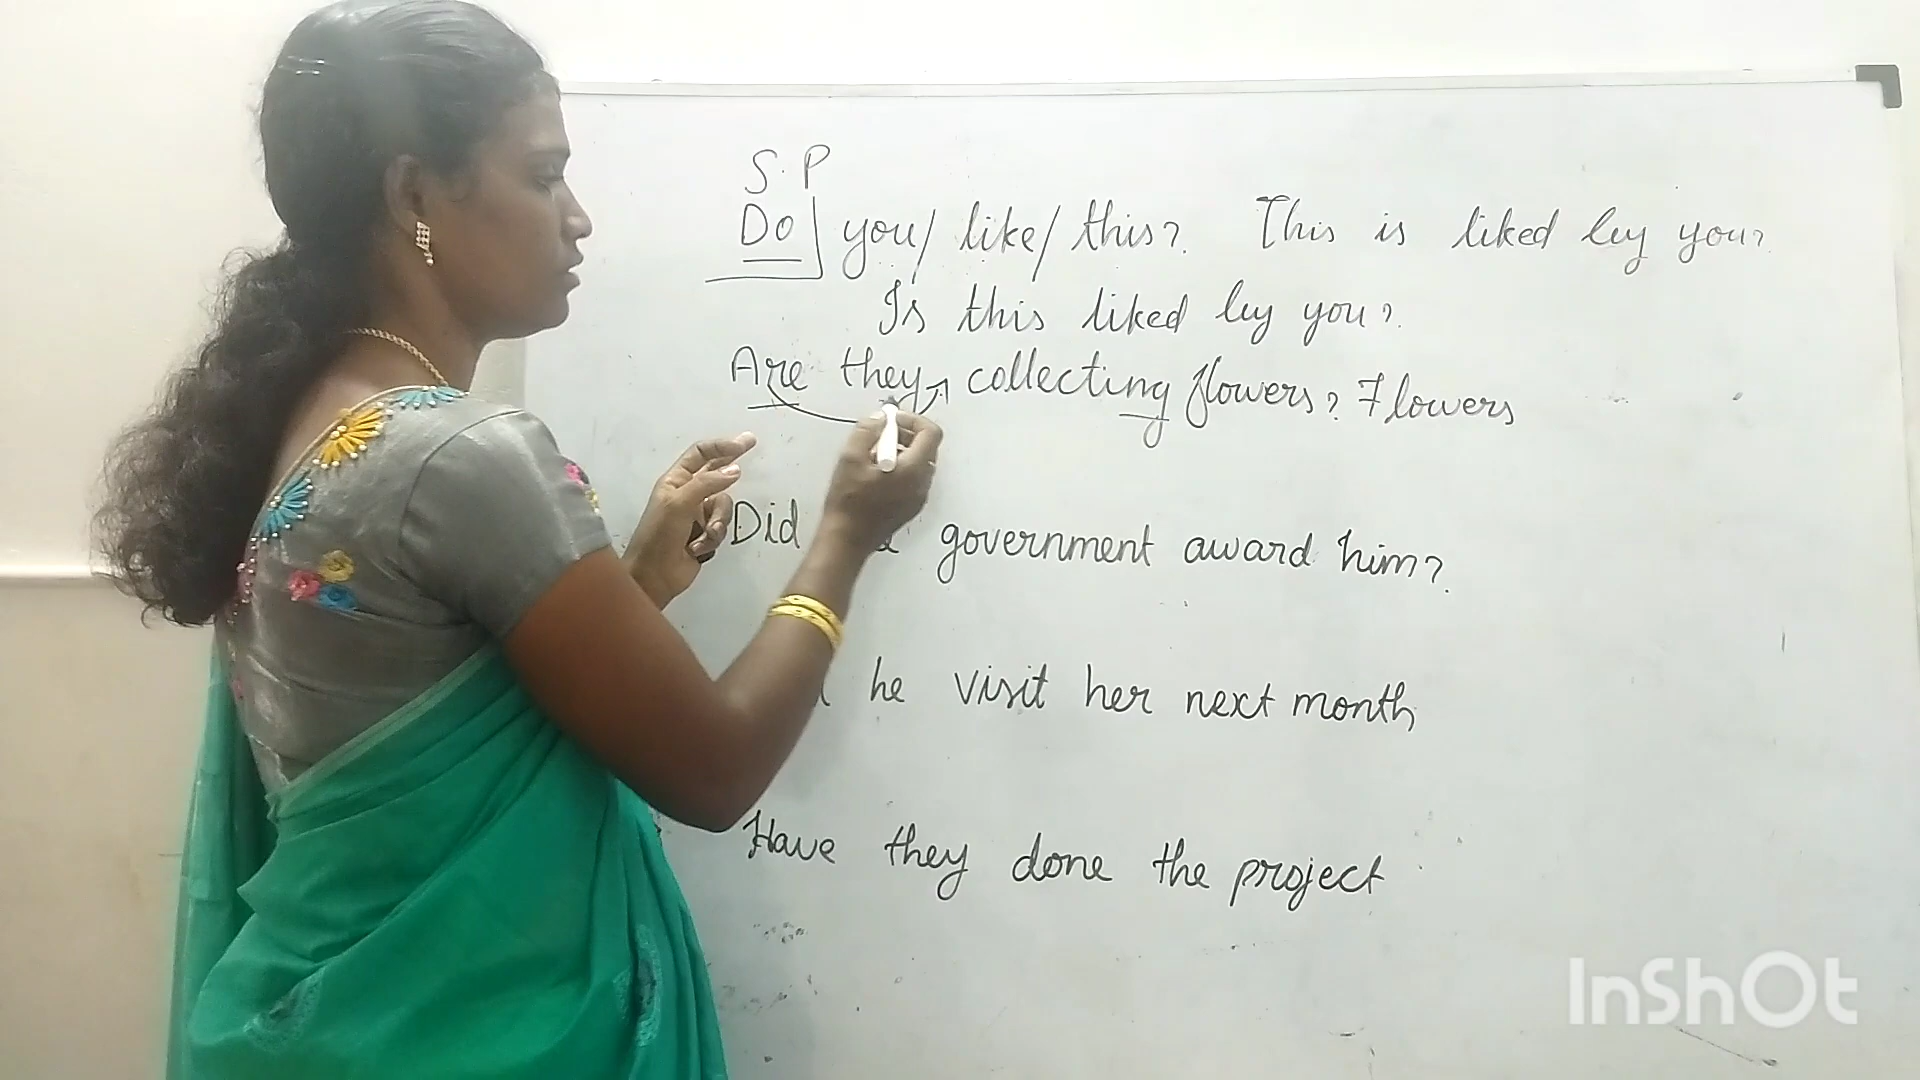 S. P
Do you/ like/ this? This is liked by you?
Is this liked by you?
Are they collecting flowers? Flowers
Did government award him?
he visit her next month
Have they done the project
InShOt